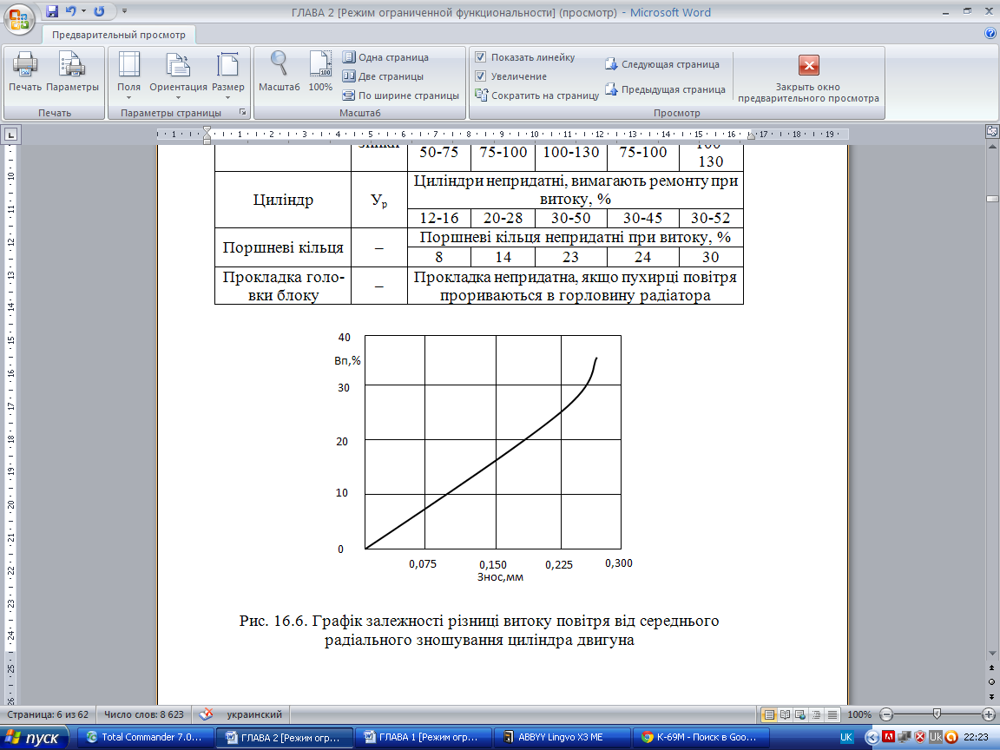 ГЛАВА 2 [Режим ограниченной функциональности] (просмотр) - Microsoft Word
Предварительный просмотр
Печать Параметры Поля Ориентация Размер Масштаб 100%
Одна страница
Две страницы
По ширине страницы
Показать линейку
Увеличение
Сократить на страницу
Следующая страница
Предыдущая страница
Закрыть окно
предварительного просмотра
Печать Параметры страницы Масштаб Просмотр
50-75 75-100 100-130 75-100 100-
130
Циліндр Ур Циліндри непридатні, вимагають ремонту при
витоку, %
12-16 20-28 30-50 30-45 30-52
Поршневі кільця – Поршневі кільця непридатні при витоку, %
8 14 23 24 30
Прокладка голо-
вки блоку
– Прокладка непридатна, якщо пухирці повітря
прориваються в горловину радіатора
40
Вп,%
30
20
10
0
0,075 0,150 0,225 0,300
Знос,мм
Рис. 16.6. Графік залежності різниці витоку повітря від середнього
радіального зношування циліндра двигуна
Страница: 6 из 62 Число слов: 8 623 украинский 100%
пуск Total Commander 7.0... ГЛАВА 2 [Режим огр... ГЛАВА 1 [Режим огр... ABBYY Lingvo X3 ME K-69M - Поиск в Goo... UK Uk 22:23